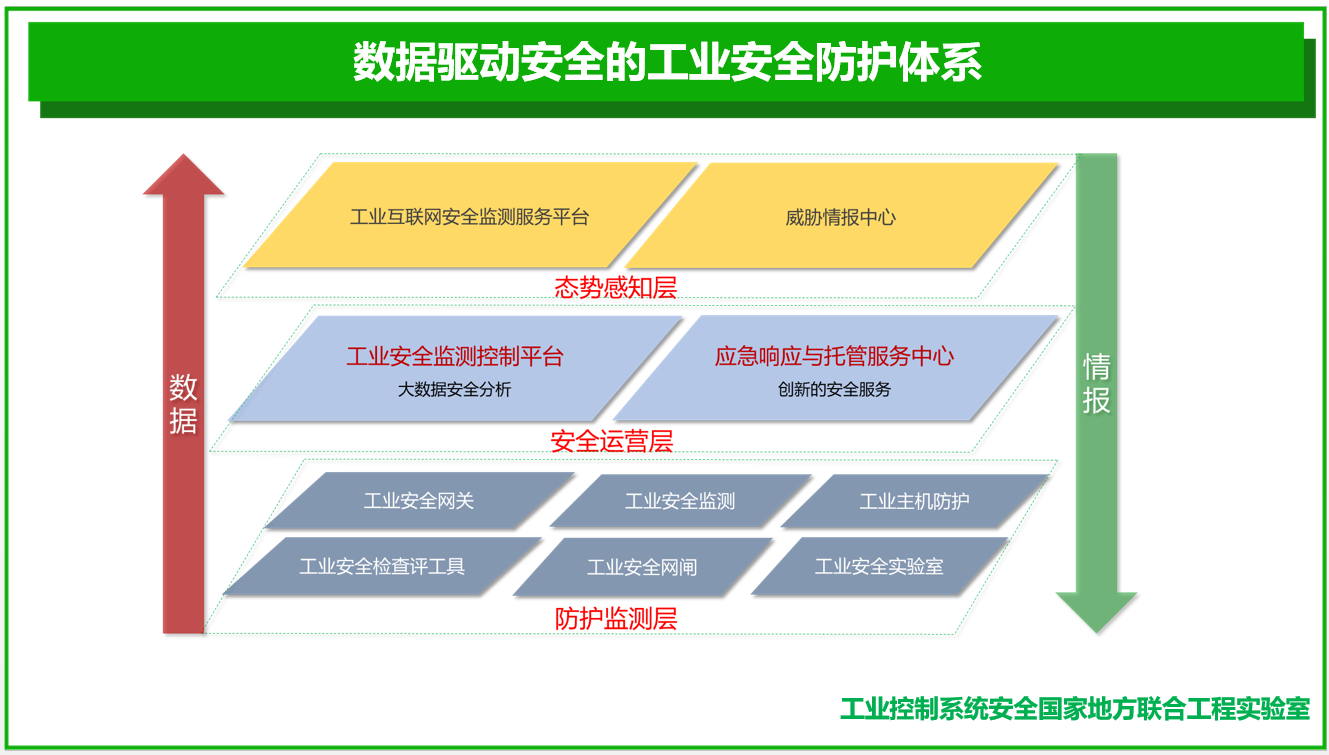 数据驱动安全的工业安全防护体系
工业互联网安全监测服务平台
威胁情报中心
态势感知层
工业安全监测控制平台
大数据安全分析
应急响应与托管服务中心
创新的安全服务
安全运营层
数据
情报
工业安全网关
工业安全监测
工业主机防护
工业安全检查评工具
工业安全网闸
工业安全实验室
防护监测层
工业控制系统安全国家地方联合工程实验室